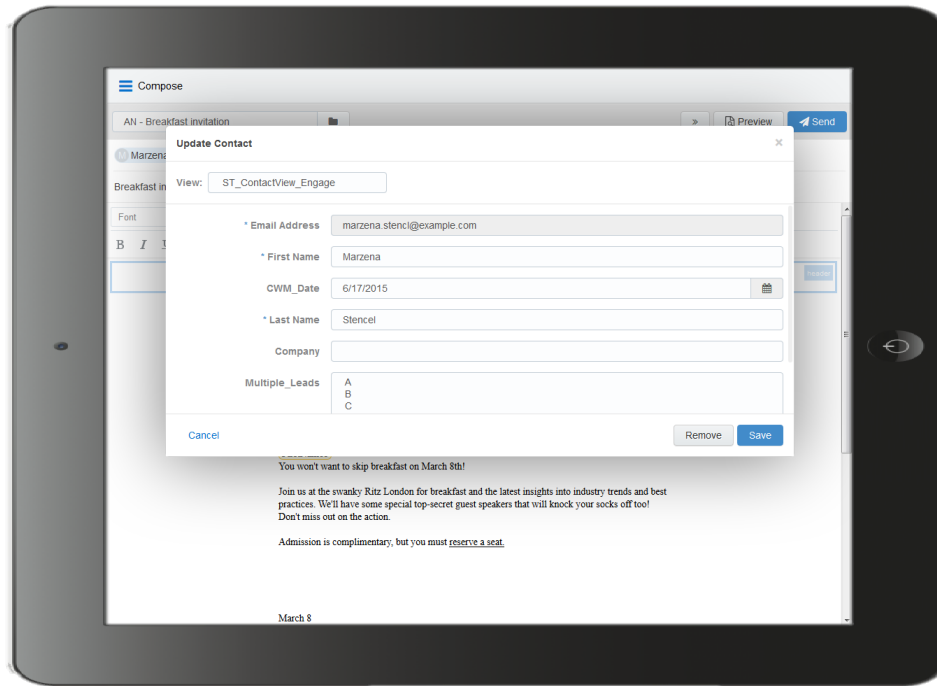 Compose
AN - Breakfast invitation
»
Preview
Send
M Marzena
Update Contact
×
View: ST_ContactView_Engage
Breakfast in
Font
B I U
Header
* Email Address marzena.stencl@example.com
* First Name Marzena
CWM_Date 6/17/2015
* Last Name Stencel
Company
Multiple_Leads A
B
C
Cancel
Remove
Save
You won't want to skip breakfast on March 8th!
Join us at the swanky Ritz London for breakfast and the latest insights into industry trends and best
practices. We'll have some special top-secret guest speakers that will knock your socks off too!
Don't miss out on the action.
Admission is complimentary, but you must reserve a seat.
March 8